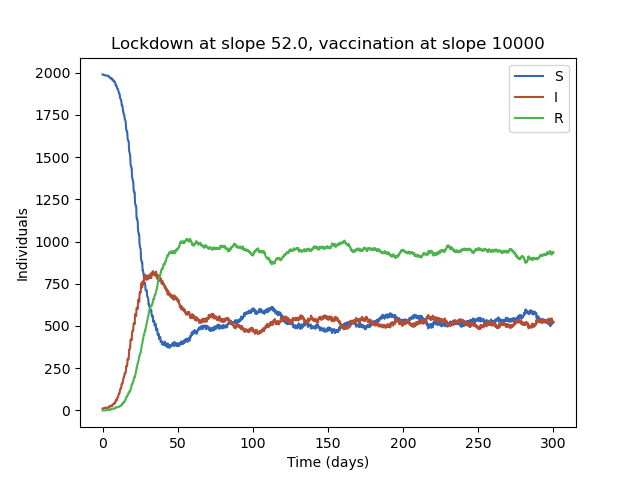 Lockdown at slope 52.0, vaccination at slope 10000
S
I
R
2000
1750
1500
1250
1000
750
500
250
0
Individuals
0 50 100 150 200 250 300
Time (days)